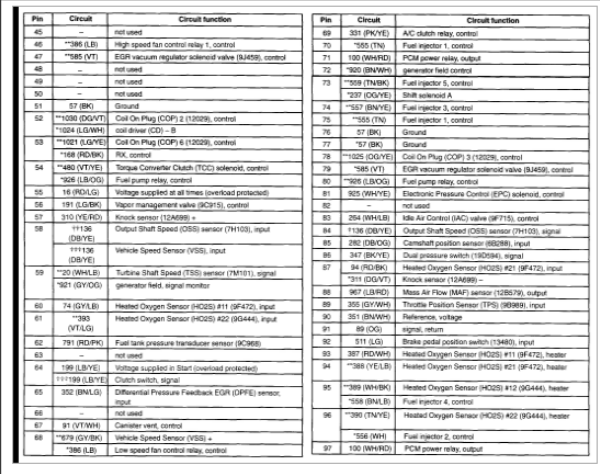 Pin Circuit Circuit function
45 – not used
46 **386 (LB) High speed fan control relay 1, control
47 **585 (VT) EGR vacuum regulator solenoid valve (9J459), control
48 – not used
49 – not used
50 – not used
51 57 (BK) Ground
52 **1030 (DG/VT) Coil On Plug (COP) 2 (12029), control
*1024 (LG/WH) coil driver (CD) – B
53 **1021 (LG/YE) Coil On Plug (COP) 6 (12029), control
*168 (RD/BK) RX, control
54 **480 (VT/YE) Torque Converter Clutch (TCC) solenoid, control
*926 (LB/OG) Fuel pump relay, control
55 16 (RD/LG) Voltage supplied at all times (overload protected)
56 191 (LG/BK) Vapor management valve (9C915), control
57 310 (YE/RD) Knock sensor (12A699) +
58 ††136 (DB/YE) Output Shaft Speed (OSS) sensor (7H103), input
†††136 (DB/YE) Vehicle Speed Sensor (VSS), input
59 **20 (WH/LB) Turbine Shaft Speed (TSS) sensor (7M101), signal
*921 (GY/OG) generator field, signal monitor
60 74 (GY/LB) Heated Oxygen Sensor (HO2S) #11 (9F472), input
61 **393 (VT/LG) Heated Oxygen Sensor (HO2S) #22 (9G444), input
62 791 (RD/PK) Fuel tank pressure transducer sensor (9C968)
63 – not used
64 199 (LB/YE) Voltage supplied in Start (overload protected)
†††199 (LB/YE) Clutch switch, signal
65 352 (BN/LG) Differential Pressure Feedback EGR (DPFE) sensor, input
66 – not used
67 91 (VT/WH) Canister vent, control
68 **679 (GY/BK) Vehicle Speed Sensor (VSS) +
*386 (LB) Low speed fan control relay, control
Pin Circuit Circuit function
69 331 (PK/YE) A/C clutch relay, control
70 *555 (TN) Fuel injector 1, control
71 100 (WH/RD) PCM power relay, output
72 *920 (BN/WH) generator field control
73 **559 (TN/BK) Fuel injector 5, control
*237 (OG/YE) Shift solenoid A
74 **557 (BN/YE) Fuel injector 3, control
75 **555 (TN) Fuel injector 1, control
76 57 (BK) Ground
77 *57 (BK) Ground
78 **1025 (OG/YE) Coil On Plug (COP) 3 (12029), control
79 *585 (VT) EGR vacuum regulator solenoid valve (9J459), control
80 **926 (LB/OG) Fuel pump relay, control
81 925 (WH/YE) Electronic Pressure Control (EPC) solenoid, control
82 – not used
83 264 (WH/LB) Idle Air Control (IAC) valve (9F715), control
84 †136 (DB/YE) Output Shaft Speed (OSS) sensor (7H103), signal
85 282 (DB/OG) Camshaft position sensor (6B288), input
86 347 (BK/YE) Dual pressure switch (19D594), signal
87 94 (RD/BK) Heated Oxygen Sensor (HO2S) #21 (9F472), input
*311 (DG/VT) Knock sensor (12A699) –
88 967 (LB/RD) Mass Air Flow (MAF) sensor (12B579), output
89 355 (GY/WH) Throttle Position Sensor (TPS) (9B989), input
90 351 (BN/WH) Reference, voltage
91 89 (OG) signal, return
92 511 (LG) Brake pedal position switch (13480), input
93 387 (RD/WH) Heated Oxygen Sensor (HO2S) #11 (9F472), heater
94 **388 (YE/LB) Heated Oxygen Sensor (HO2S) #21 (9F472), heater
95 **389 (WH/BK) Heated Oxygen Sensor (HO2S) #12 (9G444), heater
*558 (BN/LB) Fuel injector 4, control
96 **390 (TN/YE) Heated Oxygen Sensor (HO2S) #22 (9G444), heater
*556 (WH) Fuel injector 2, control
97 100 (WH/RD) PCM power relay, output